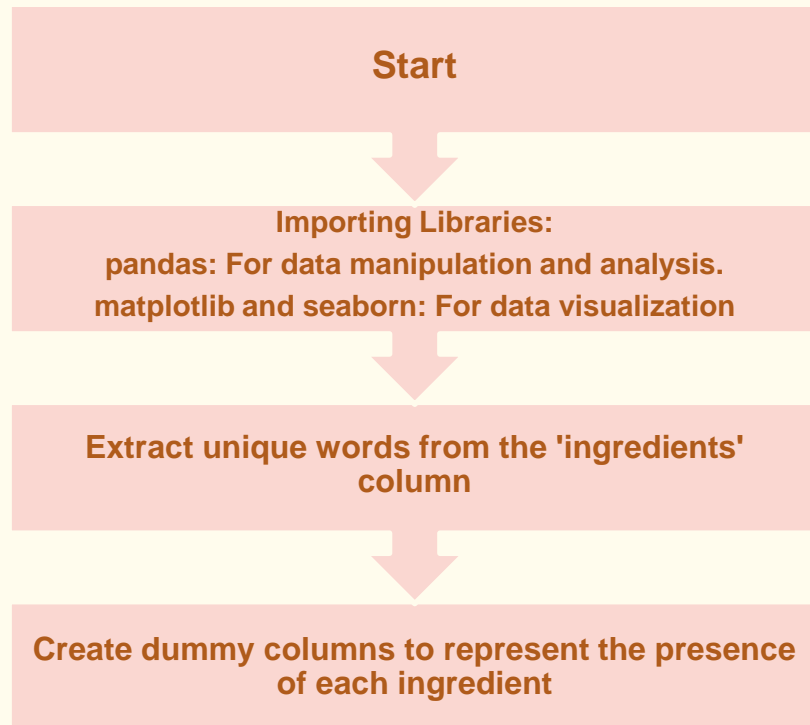 Start
Importing Libraries:
pandas: For data manipulation and analysis.
matplotlib and seaborn: For data visualization
Extract unique words from the 'ingredients'
column
Create dummy columns to represent the presence
of each ingredient